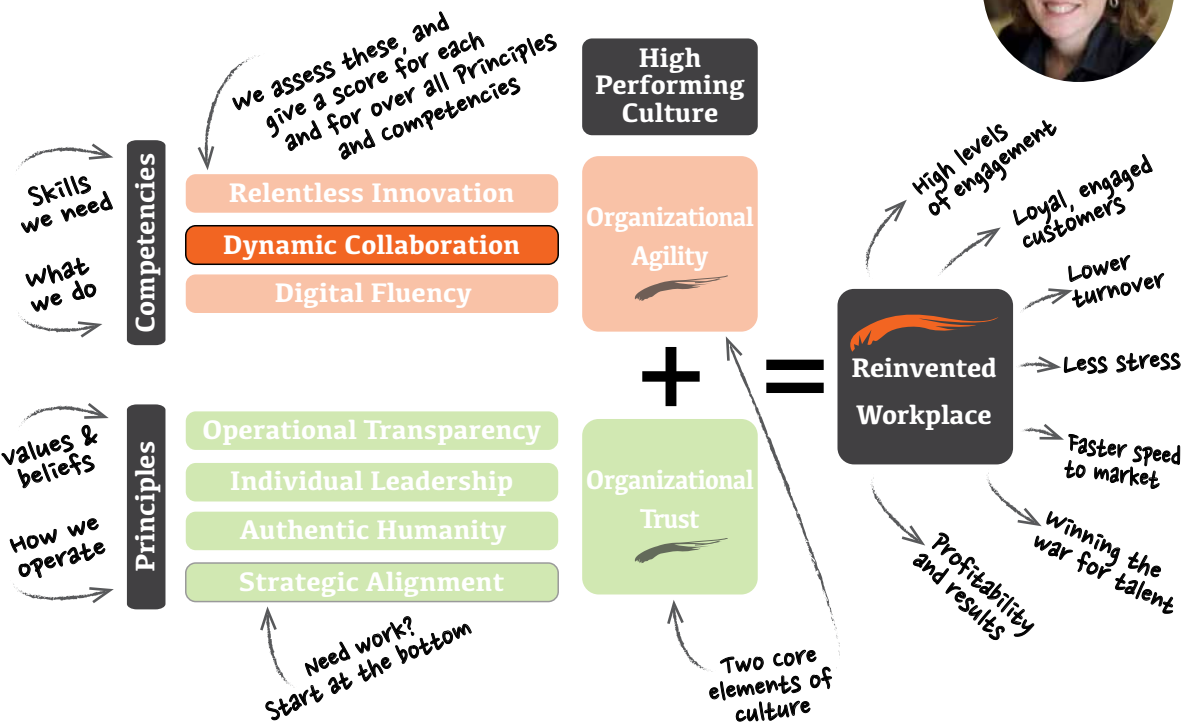 we assess these, and
give a score for each
and for over all Principles
and competencies
High
Performing
Culture
Skills
we need
What
we do
Competencies
Relentless Innovation
Dynamic Collaboration
Digital Fluency
Organizational
Agility
+
=
Values &
beliefs
How we
operate
Principles
Operational Transparency
Individual Leadership
Authentic Humanity
Strategic Alignment
Organizational
Trust
Need work?
Start at the bottom
Two core
elements of
culture
Reinvented
Workplace
High levels
of engagement
Loyal, engaged
customers
Lower
turnover
Less stress
Faster speed
to market
Winning the
war for talent
Profitability
and results